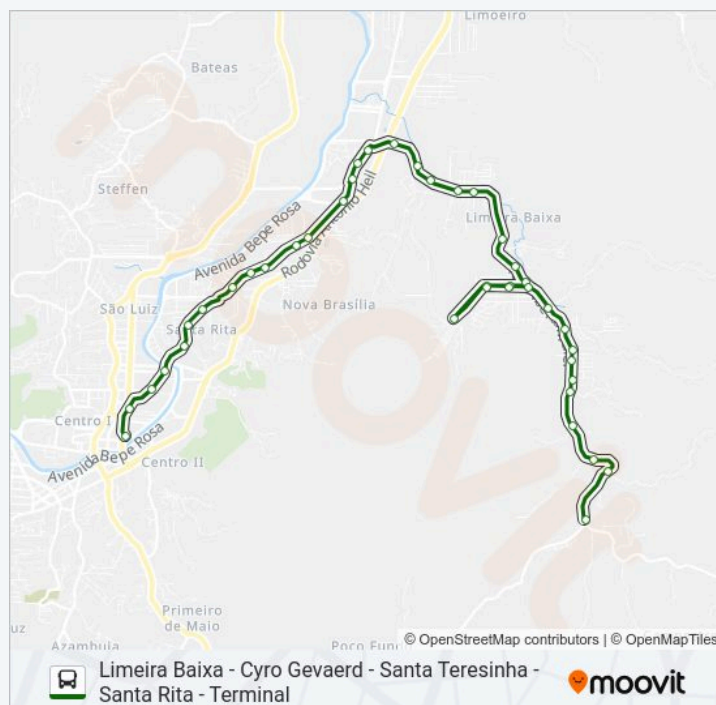 Limoeiro
Bateas
Steffen
Limeira Baixa
Avenida Bepe Rosa
Rodovia Antônio Heil
São Luiz
Nova Brasília
Santa Rita
Centro I
Avenida Bepe Rosa
Centro II
Primeiro
de Maio
Azambuja
© OpenStreetMap contributors | © OpenMapTiles
Limeira Baixa - Cyro Gevaerd - Santa Teresinha -
Santa Rita - Terminal
moovit
moovit